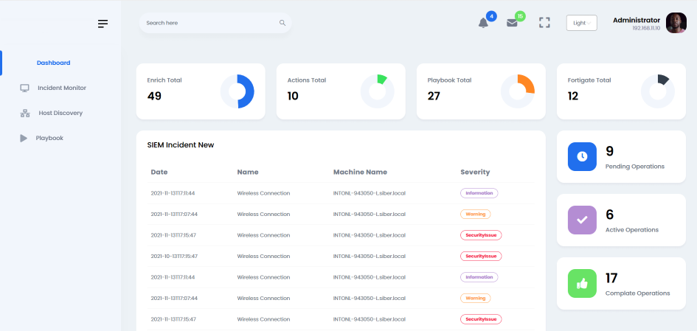 Search here
4
15
Light
Administrator
192.168.11.10
Dashboard
Incident Monitor
Host Discovery
Playbook
Enrich Total
49
Actions Total
10
Playbook Total
27
Fortigate Total
12
SIEM Incident New
Date Name Machine Name Severity
2021-11-13T17:11:44 Wireless Connection INTONL-943050-L.siber.local Information
2021-11-13T17:07:44 Wireless Connection INTONL-943050-L.siber.local Warning
2021-11-13T17:15:47 Wireless Connection INTONL-943050-L.siber.local SecurityIssue
2021-10-13T17:15:47 Wireless Connection INTONL-943050-L.siber.local SecurityIssue
2021-11-13T17:11:44 Wireless Connection INTONL-943050-L.siber.local Information
2021-11-13T17:07:44 Wireless Connection INTONL-943050-L.siber.local Warning
2021-11-13T17:15:47 Wireless Connection INTONL-943050-L.siber.local SecurityIssue
9
Pending Operations
6
Active Operations
17
Complate Operations